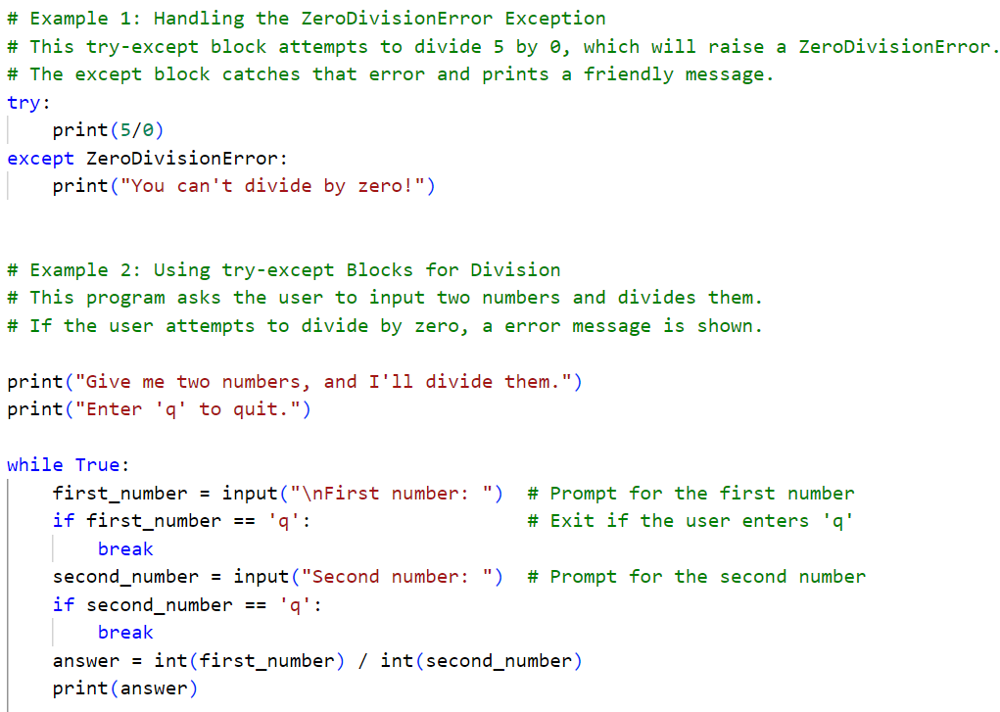 # Example 1: Handling the ZeroDivisionError Exception
# This try-except block attempts to divide 5 by 0, which will raise a ZeroDivisionError.
# The except block catches that error and prints a friendly message.
try:
    print(5/0)
except ZeroDivisionError:
    print("You can't divide by zero!")
# Example 2: Using try-except Blocks for Division
# This program asks the user to input two numbers and divides them.
# If the user attempts to divide by zero, a error message is shown.
print("Give me two numbers, and I'll divide them.")
print("Enter 'q' to quit.")
while True:
    first_number = input("\nFirst number: ")  # Prompt for the first number
    if first_number == 'q':                   # Exit if the user enters 'q'
        break
    second_number = input("Second number: ")  # Prompt for the second number
    if second_number == 'q':
        break
    answer = int(first_number) / int(second_number)
    print(answer)